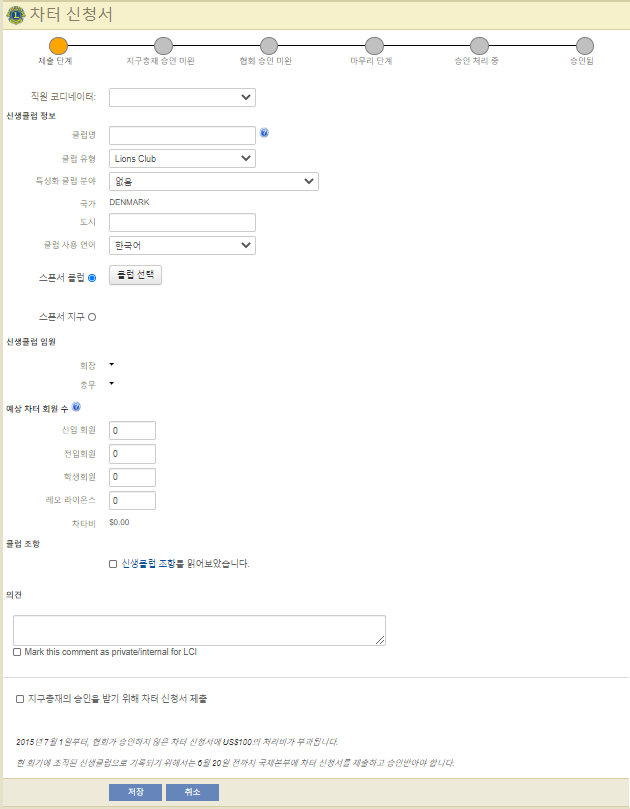 차터 신청서
제출 단계 지구총재 승인 미완 협회 승인 미완 마무리 단계 승인 처리 중 승인됨
직원 코디네이터:
신생클럽 정보
클럽명
클럽 유형 Lions Club
특성화 클럽 분야 없음
국가 DENMARK
도시
클럽 사용 언어 한국어
스폰서 클럽 클럽 선택
스폰서 지구
신생클럽 임원
회장
총무
예상 차터 회원 수
신입 회원 0
전입회원 0
학생회원 0
레오 라이온스 0
차타비 $0.00
클럽 조항
신생클럽 조항를 읽어보았습니다.
의견
Mark this comment as private/internal for LCI
지구총재의 승인을 받기 위해 차터 신청서 제출
2015년 7월 1일부터, 협회가 승인하지 않은 차터 신청서에 US$100의 처리비가 부과됩니다.
현 회기에 조직된 신생클럽으로 기록되기 위해서는 6월 20일 전까지 국제본부에 차터 신청서를 제출하고 승인받아야 합니다.
저장 취소